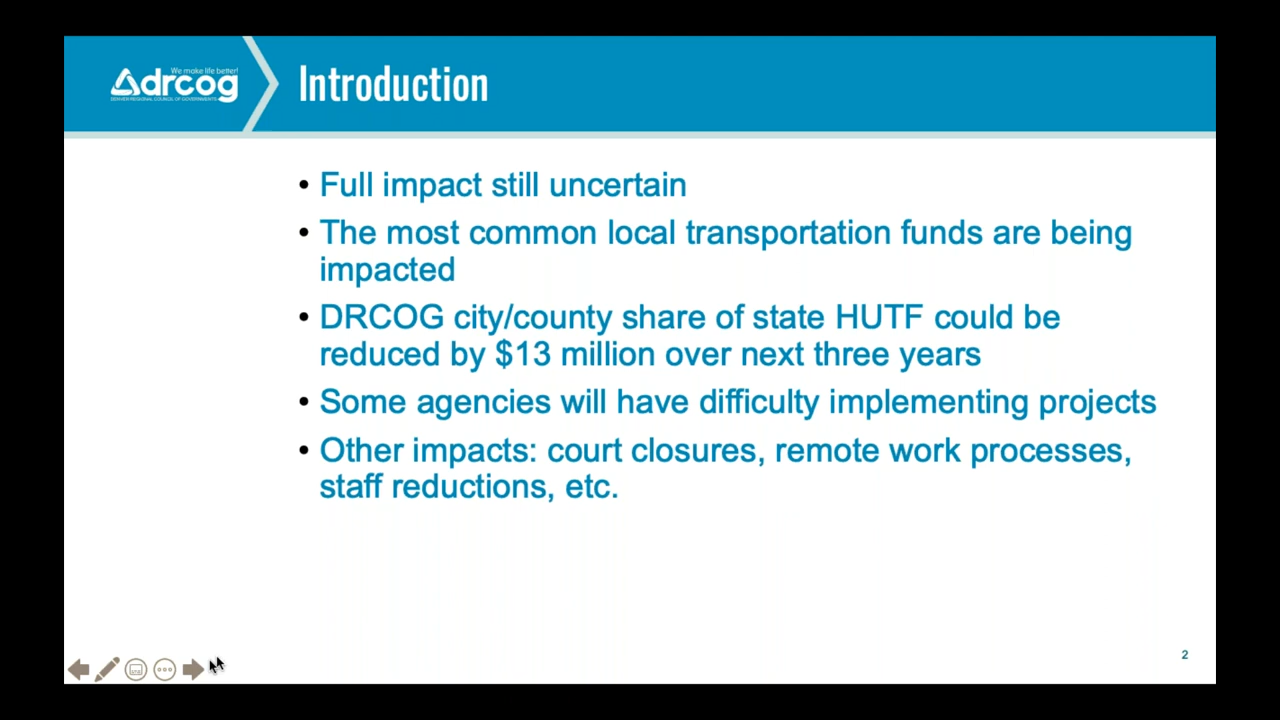 We make life better!
drcog
DENVER REGIONAL COUNCIL OF GOVERNMENTS
Introduction
• Full impact still uncertain
• The most common local transportation funds are being
impacted
• DRCOG city/county share of state HUTF could be
reduced by $13 million over next three years
• Some agencies will have difficulty implementing projects
• Other impacts: court closures, remote work processes,
staff reductions, etc.
2